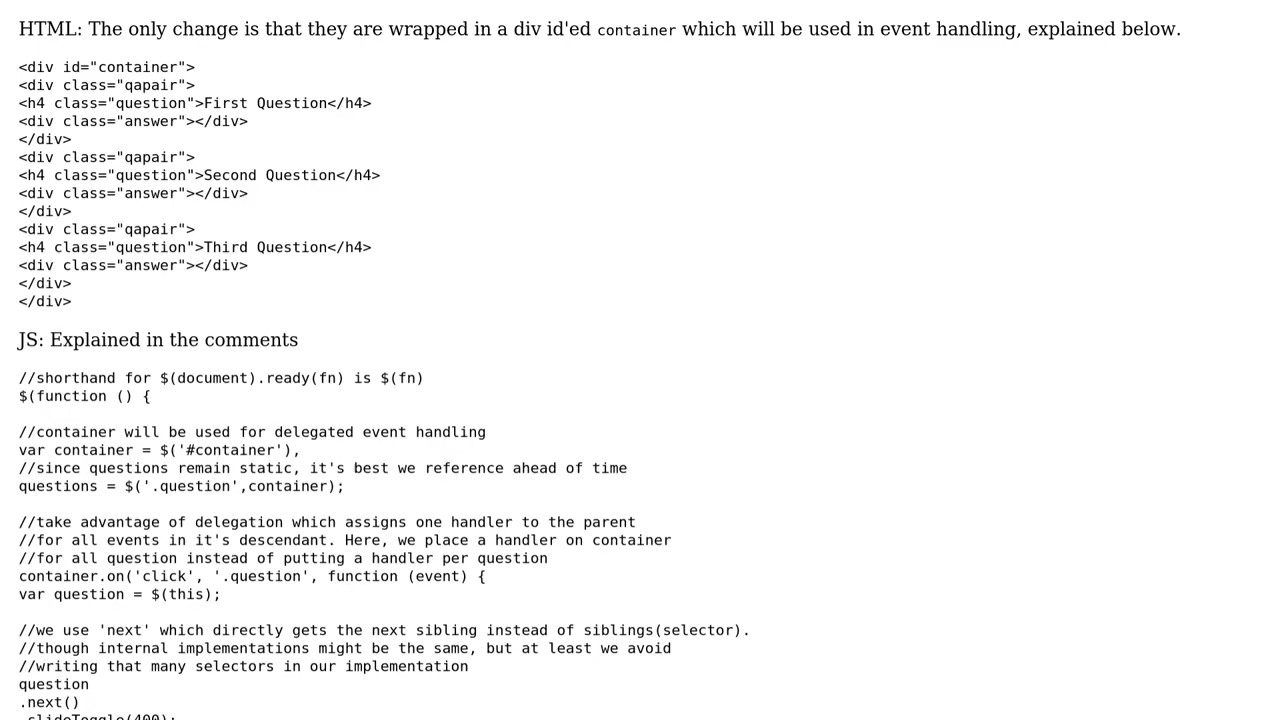 HTML: The only change is that they are wrapped in a div id'ed container which will be used in event handling, explained below.
<div id="container">
<div class="qapair">
<h4 class="question">First Question</h4>
<div class="answer"></div>
</div>
<div class="qapair">
<h4 class="question">Second Question</h4>
<div class="answer"></div>
</div>
<div class="qapair">
<h4 class="question">Third Question</h4>
<div class="answer"></div>
</div>
</div>
JS: Explained in the comments
//shorthand for $(document).ready(fn) is $(fn)
$(function () {
//container will be used for delegated event handling
var container = $('#container'),
//since questions remain static, it's best we reference ahead of time
questions = $('.question',container);
//take advantage of delegation which assigns one handler to the parent
//for all events in it's descendant. Here, we place a handler on container
//for all question instead of putting a handler per question
container.on('click', '.question', function (event) {
var question = $(this);
//we use 'next' which directly gets the next sibling instead of siblings(selector).
//though internal implementations might be the same, but at least we avoid
//writing that many selectors in our implementation
question
.next()
.slideToggle(400);